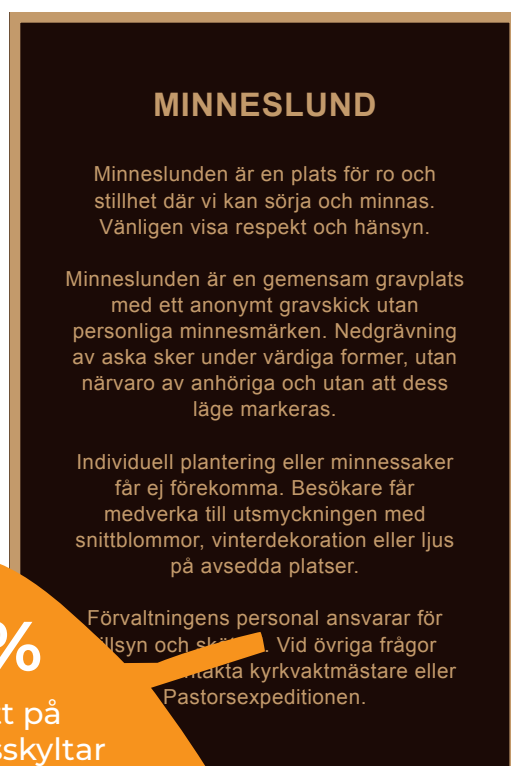 MINNESLUND
Minneslunden är en plats för ro och
stillhet där vi kan sörja och minnas.
Vänligen visa respekt och hänsyn.
Minneslunden är en gemensam gravplats
med ett anonymt gravskick utan
personliga minnesmärken. Nedgrävning
av aska sker under värdiga former, utan
närvaro av anhöriga och utan att dess
läge markeras.
Individuell plantering eller minnessaker
får ej förekomma. Besökare får
medverka till utsmyckningen med
snittblommor, vinterdekoration eller ljus
på avsedda platser.
Förvaltningens personal ansvarar för
och Vid övriga frågor
kyrkvaktmästare eller
Pastorsexpeditionen.
%
på